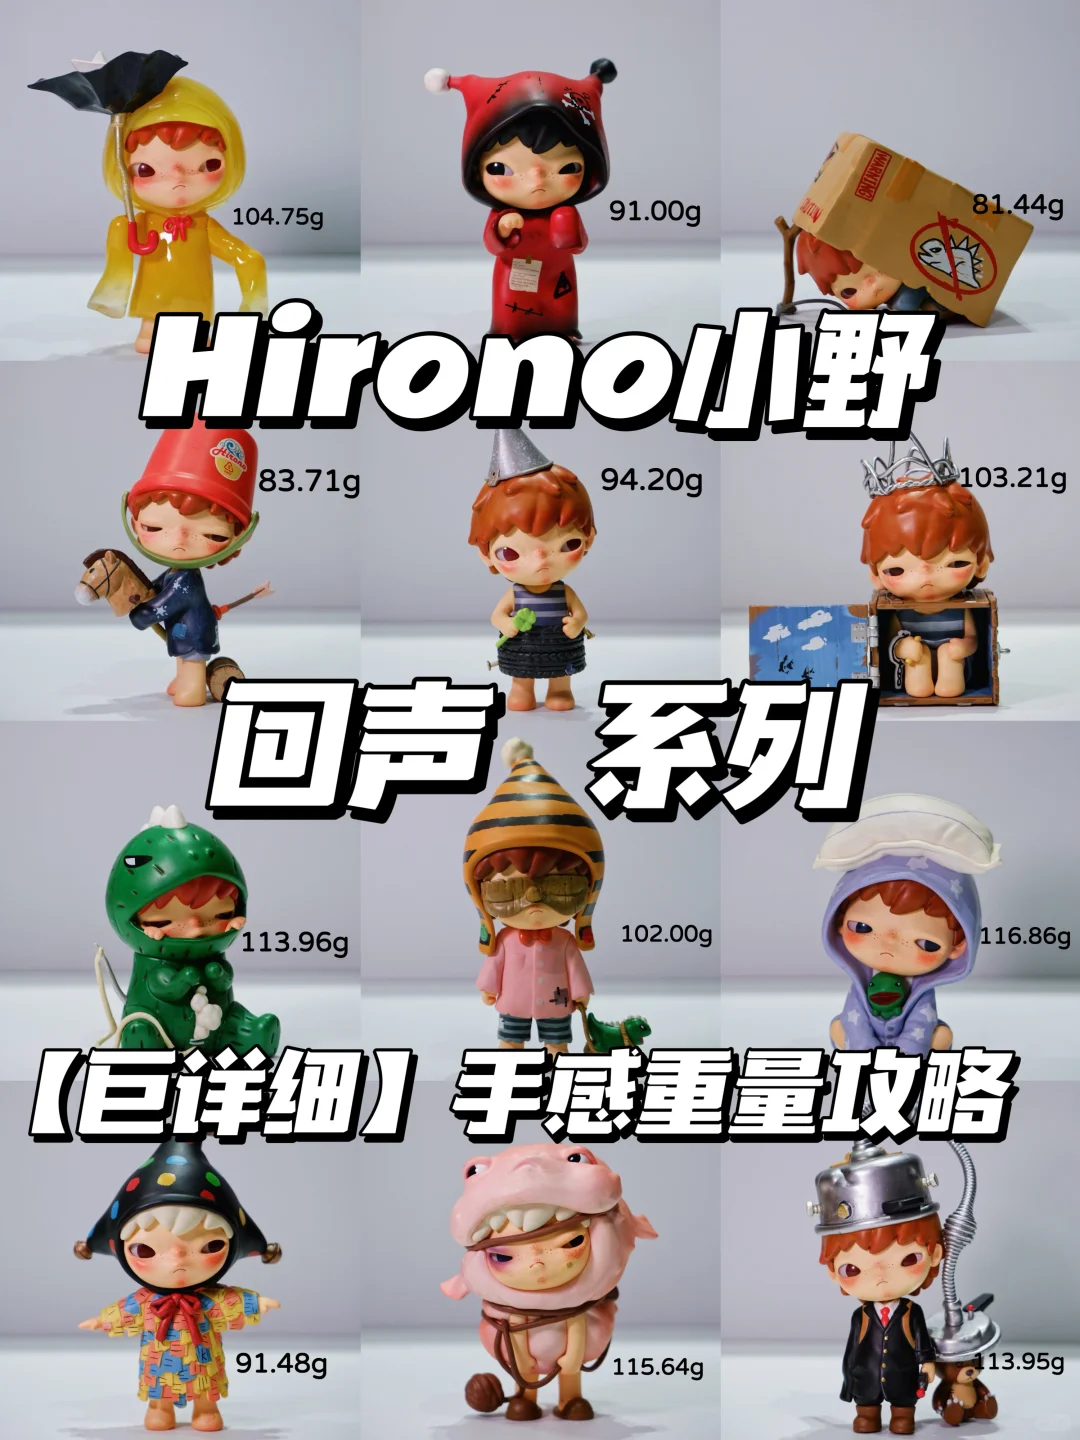 104.75g
91.00g
WARNING
81.44g
Hirono小野
Hirono
83.71g
94.20g
103.21g
回声 系列
113.96g
102.00g
116.86g
【巨详细】手感重量攻略
91.48g
115.64g
113.95g